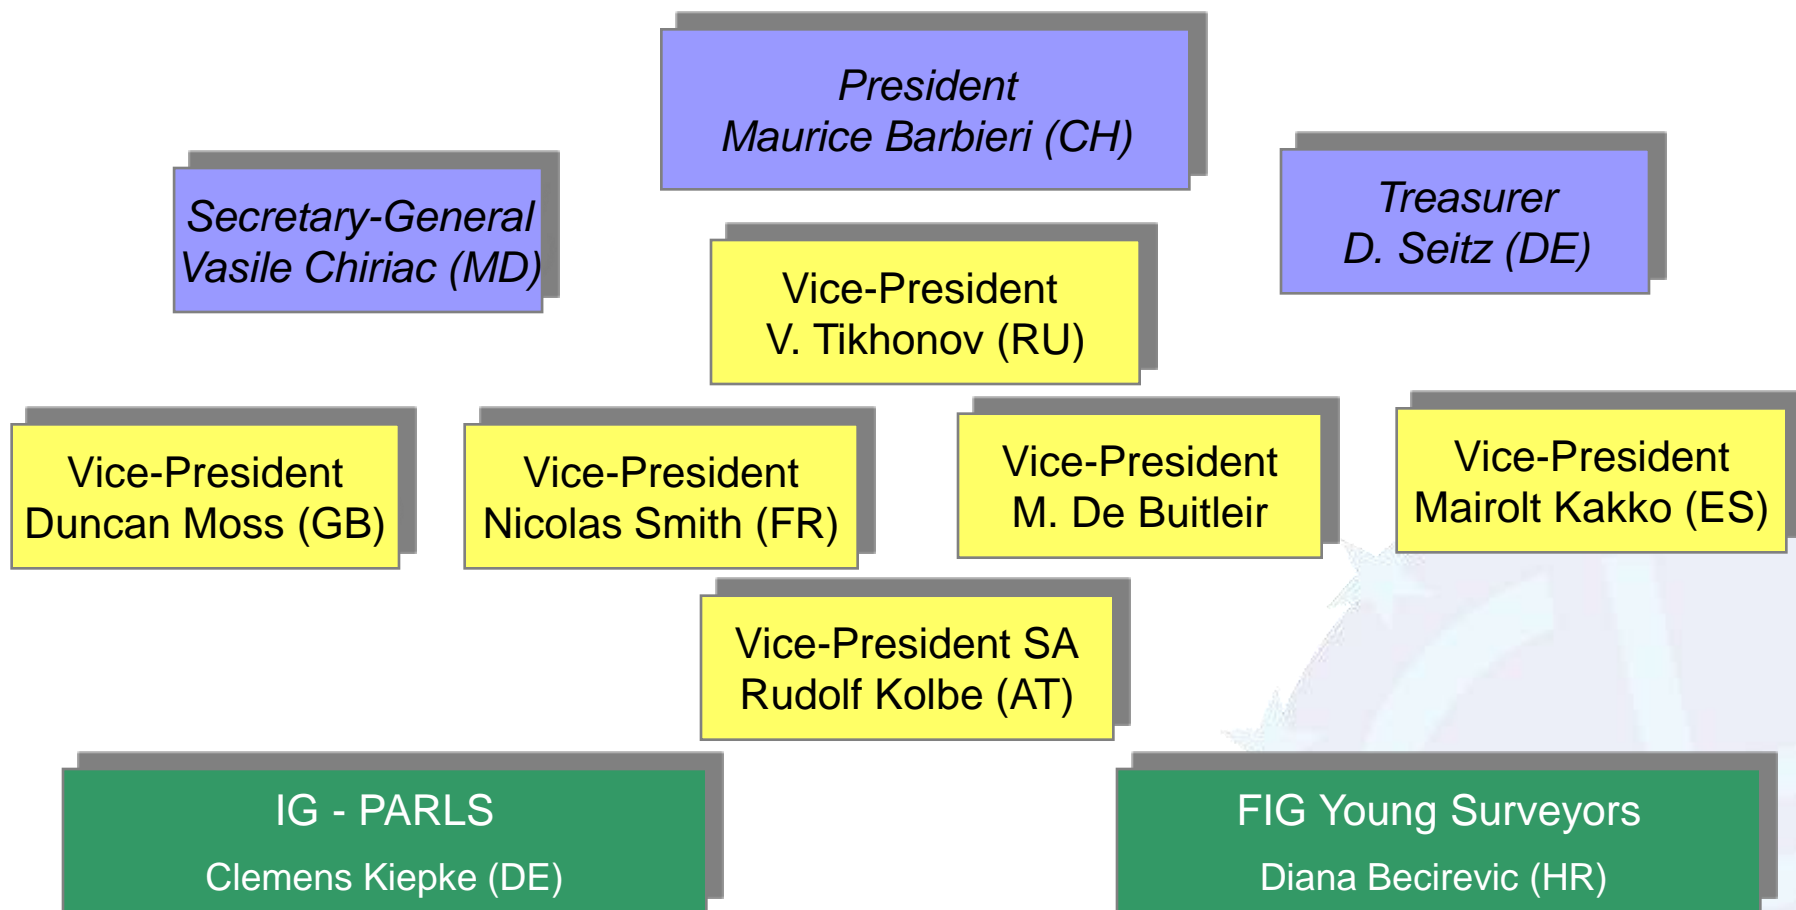 President
Maurice Barbieri (CH)
Secretary-General
Vasile Chiriac (MD)
Treasurer
D. Seitz (DE)
Vice-President
V. Tikhonov (RU)
Vice-President
Duncan Moss (GB)
Vice-President
Nicolas Smith (FR)
Vice-President
M. De Buitleir
Vice-President
Mairolt Kakko (ES)
Vice-President SA
Rudolf Kolbe (AT)
IG - PARLS
Clemens Kiepke (DE)
FIG Young Surveyors
Diana Becirevic (HR)